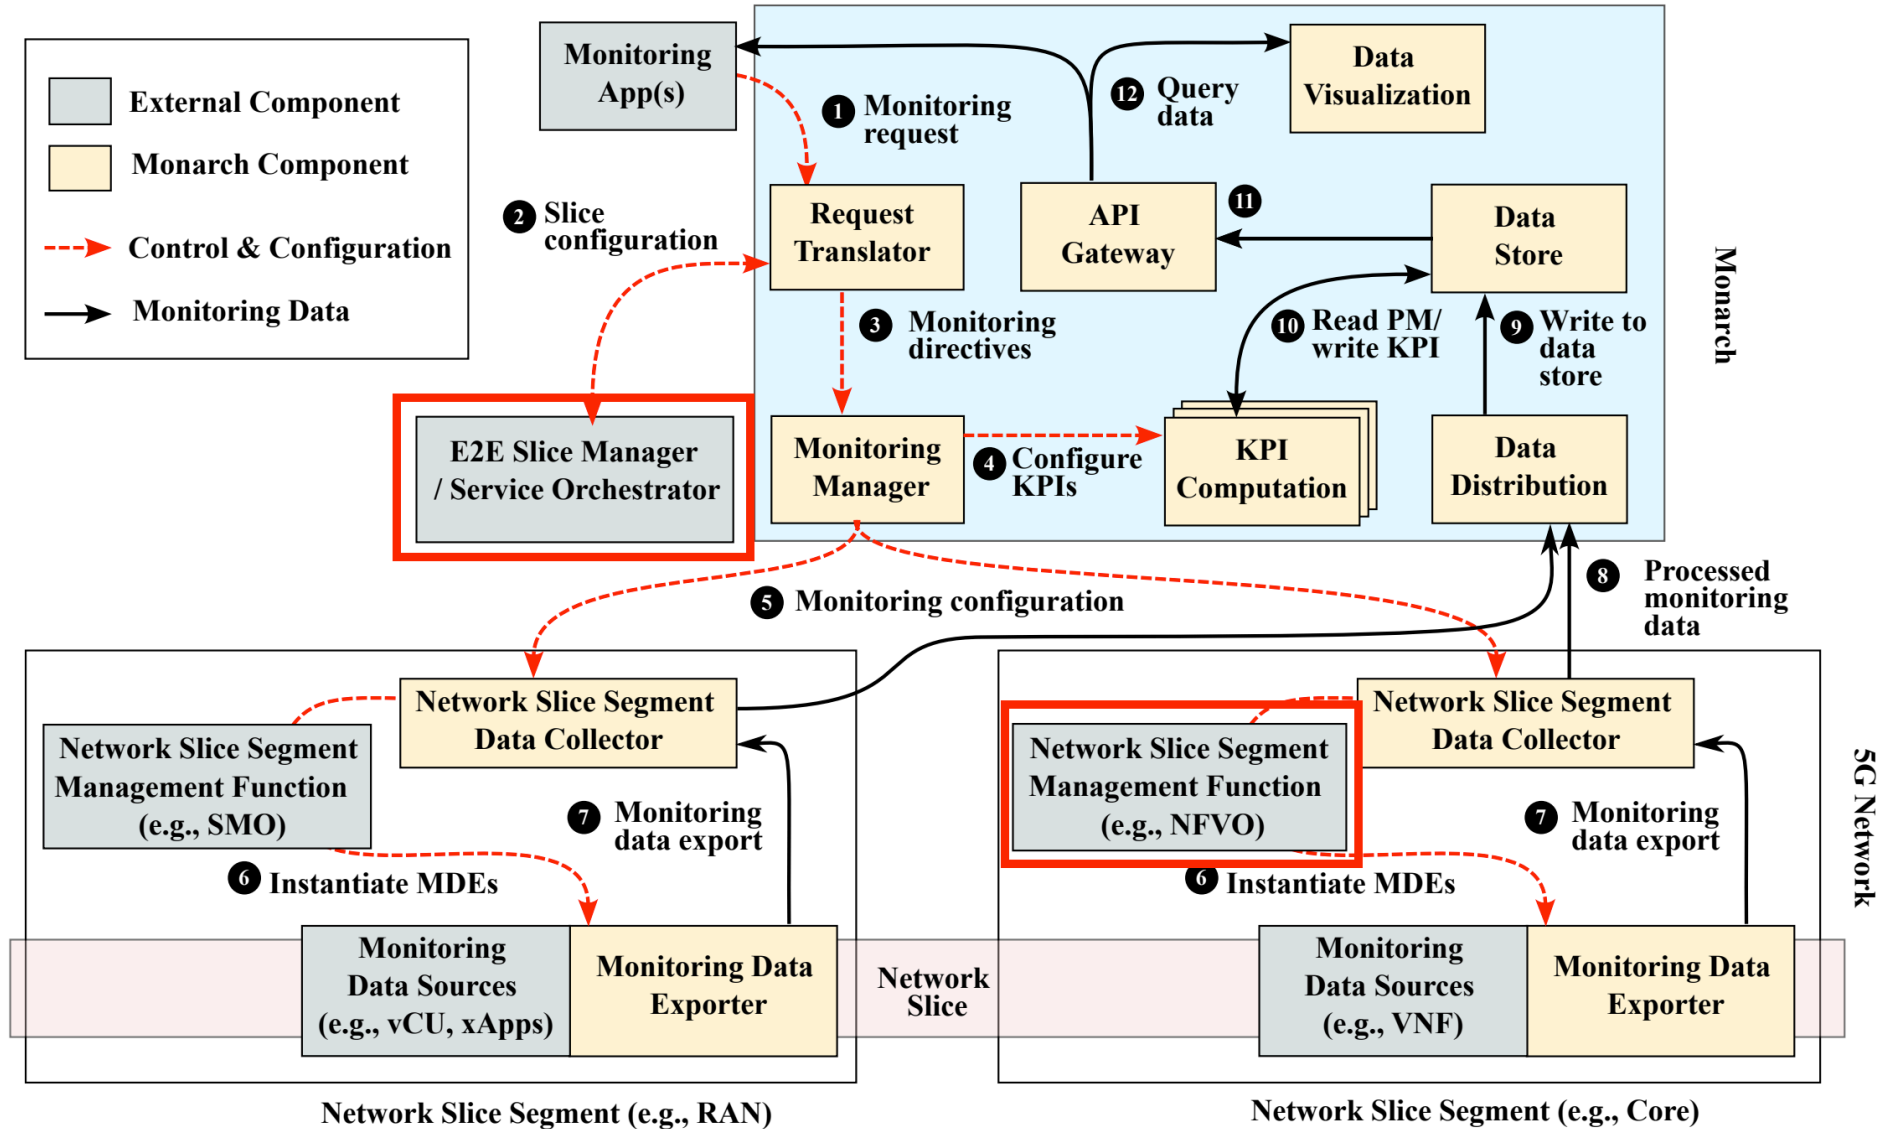 External Component
Monarch Component
Control & Configuration
Monitoring Data
Monitoring
App(s)
1 Monitoring
request
12 Query
data
Data
Visualization
2 Slice
configuration
Request
Translator
API
Gateway
11
Data
Store
Monarch
3 Monitoring
directives
10 Read PM/
write KPI
9 Write to
data
store
E2E Slice Manager
/ Service Orchestrator
Monitoring
Manager
4 Configure
KPIs
KPI
Computation
Data
Distribution
5 Monitoring configuration
8 Processed
monitoring
data
Network Slice Segment
Data Collector
Network Slice Segment
Management Function
(e.g., SMO)
7 Monitoring
data export
6 Instantiate MDEs
Monitoring
Data Sources
(e.g., vCU, xApps)
Monitoring Data
Exporter
Network
Slice
Network Slice Segment
Data Collector
Network Slice Segment
Management Function
(e.g., NFVO)
7 Monitoring
data export
6 Instantiate MDEs
Monitoring
Data Sources
(e.g., VNF)
Monitoring Data
Exporter
5G Network
Network Slice Segment (e.g., RAN)
Network Slice Segment (e.g., Core)